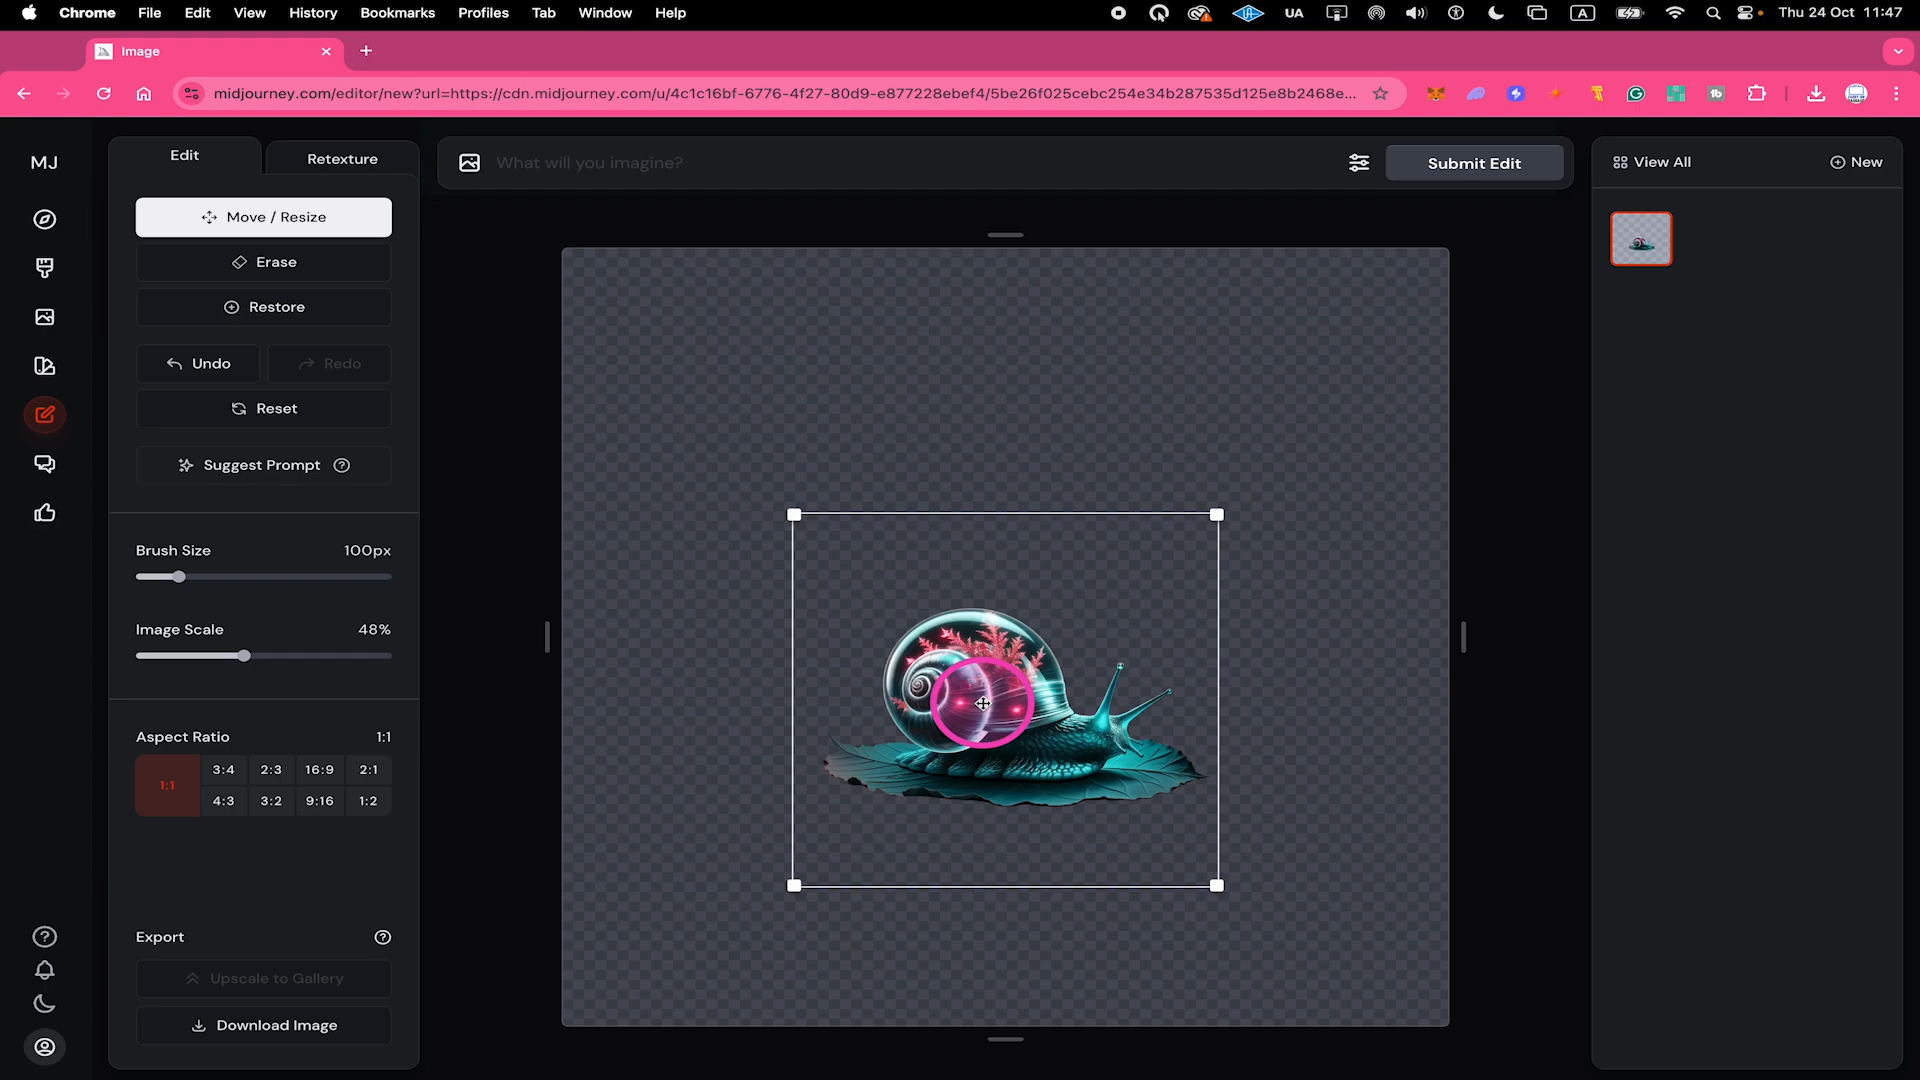 Chrome File Edit View History Bookmarks Profiles Tab Window Help UA A Thu 24 Oct 11:47
Image
midjourney.com/editor/new?url=https://cdn.midjourney.com/u/4c1c16bf-6776-4f27-80d9-e877228ebef4/5be26f025cebc254e34b287535d125e8b2468e...
MJ
Edit
Retexture
What will you imagine?
Submit Edit
View All
New
Move / Resize
Erase
Restore
Undo
Redo
Reset
Suggest Prompt
Brush Size 100px
Image Scale 48%
Aspect Ratio 1:1
1:1
3:4 2:3 16:9 2:1
4:3 3:2 9:16 1:2
Export
Upscale to Gallery
Download Image